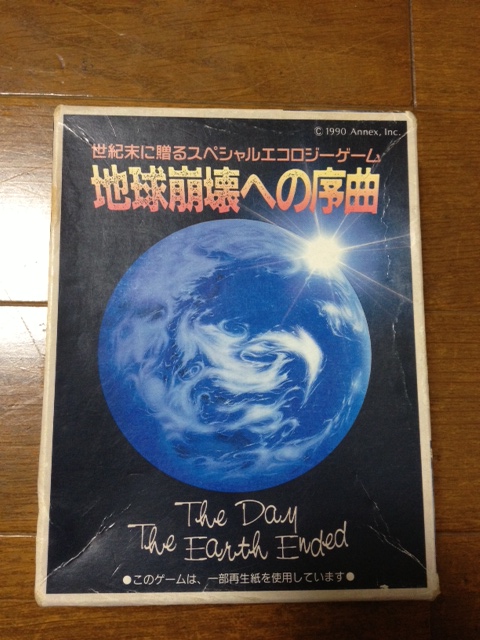 © 1990 Annex, Inc.
世紀末に贈るスペシャルエコロジーゲーム
地球崩壊への序曲
The Day
The Earth Ended
●このゲームは、一部再生紙を使用しています●